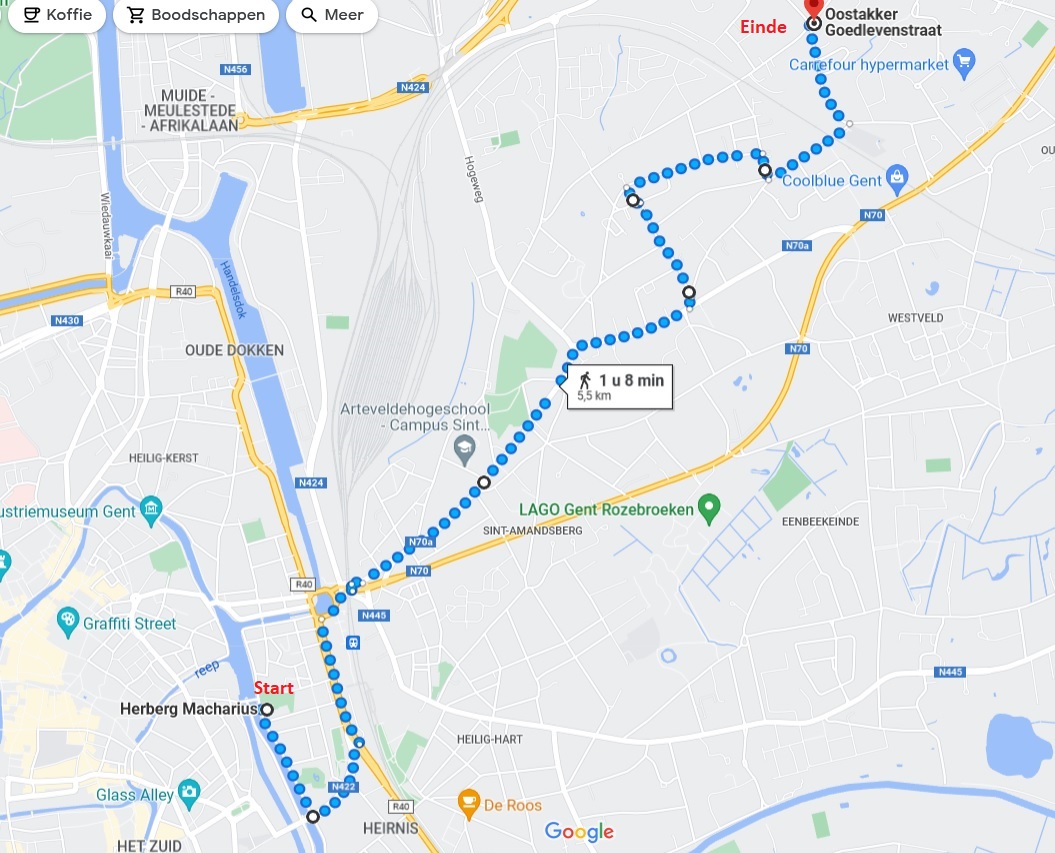 Koffie
Boodschappen
Meer
Einde
Oostakker
Goedlevenstraat
Carrefour hypermarket
N456
N424
MUIDE -
MEULESTEDE
- AFRIKALAAN
Hogeweg
Coolblue Gent
Wiedauwkaai
N70
N70a
Handelsdok
R40
N430
WESTVELD
OUDE DOKKEN
N70
1 u 8 min
5,5 km
Arteveldehogeschool
- Campus Sint...
HEILIG-KERST
N424
ustriemuseum Gent
LAGO Gent Rozebroeken
SINT-AMANDSBERG
EENBEEKEINDE
N70a
N70
R40
N445
Graffiti Street
reep
N445
Start
Herberg Macharius
HEILIG-HART
N422
Glass Alley
R40
De Roos
HEIRNIS
Google
HET ZUID